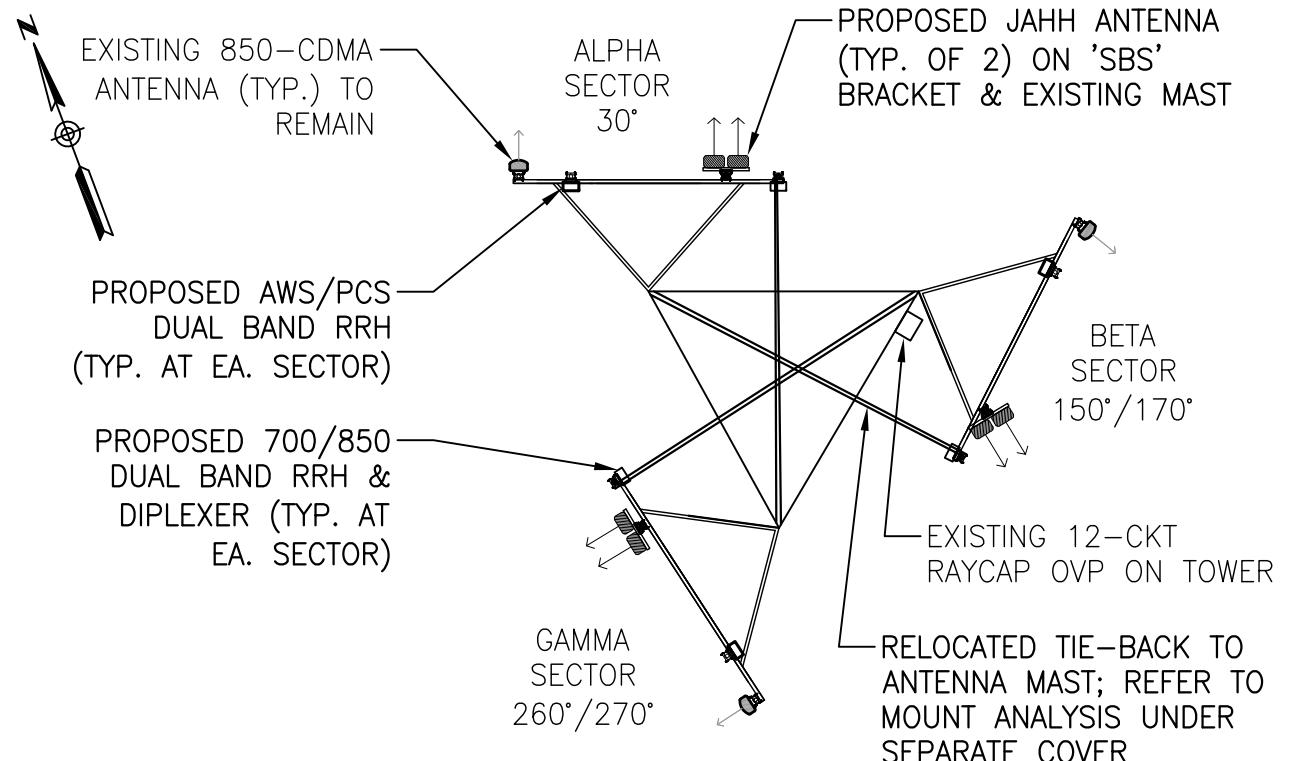 N
EXISTING 850-CDMA
ANTENNA (TYP.) TO
REMAIN
ALPHA
SECTOR
30°
PROPOSED JAHH ANTENNA
(TYP. OF 2) ON 'SBS'
BRACKET & EXISTING MAST
PROPOSED AWS/PCS
DUAL BAND RRH
(TYP. AT EA. SECTOR)
BETA
SECTOR
150°/170°
PROPOSED 700/850
DUAL BAND RRH &
DIPLEXER (TYP. AT
EA. SECTOR)
EXISTING 12-CKT
RAYCAP OVP ON TOWER
GAMMA
SECTOR
260°/270°
RELOCATED TIE-BACK TO
ANTENNA MAST; REFER TO
MOUNT ANALYSIS UNDER
SEPARATE COVER